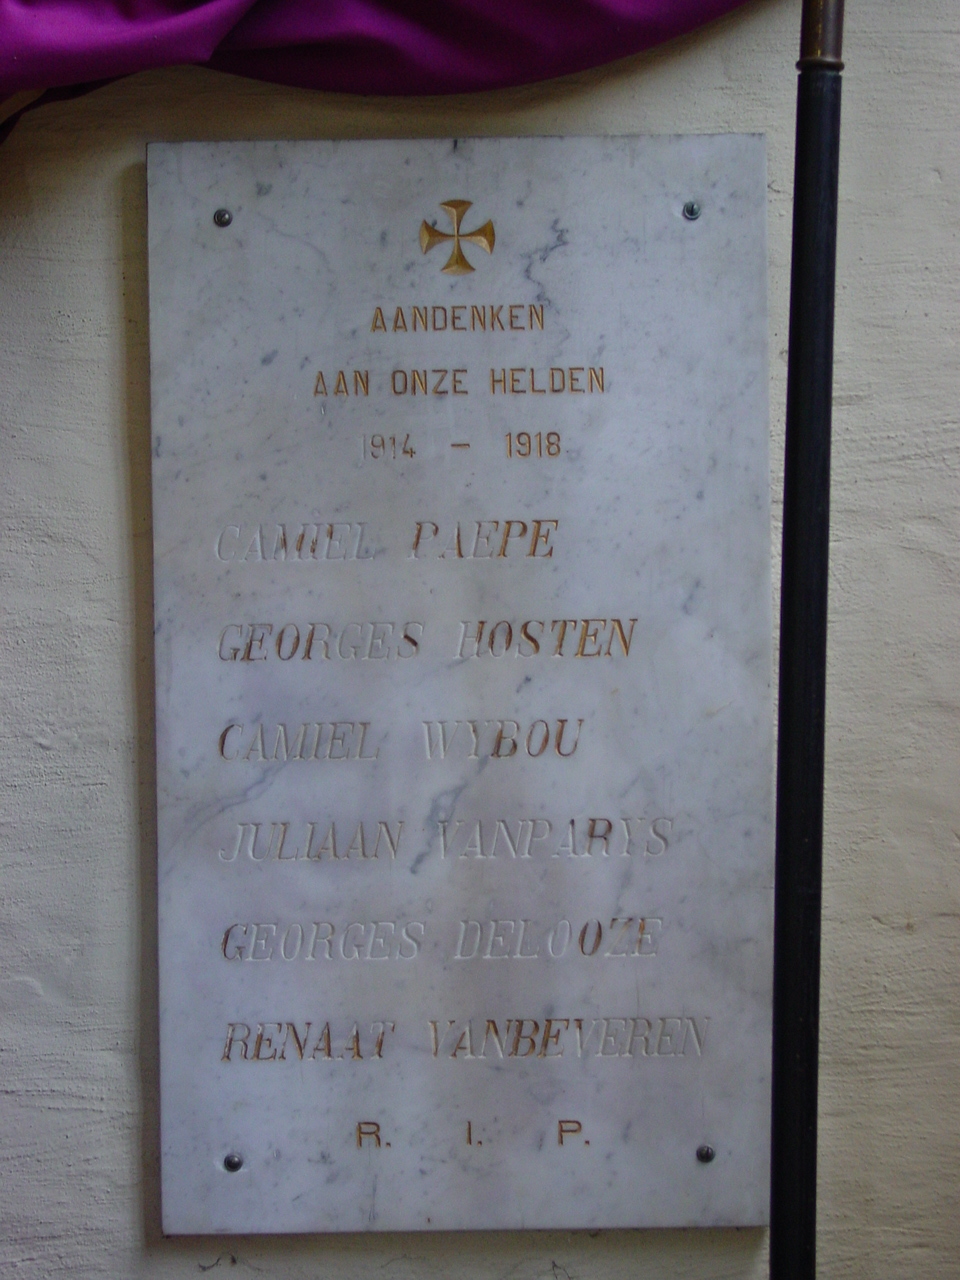 AANDENKEN
AAN ONZE HELDEN
1914 – 1918
CAMIEL PAEPE
GEORGES HOSTEN
CAMIEL WYBOU
JULIAAN VANPARYS
GEORGES DELOOZE
RENAAT VANBEVEREN
R. I. P.